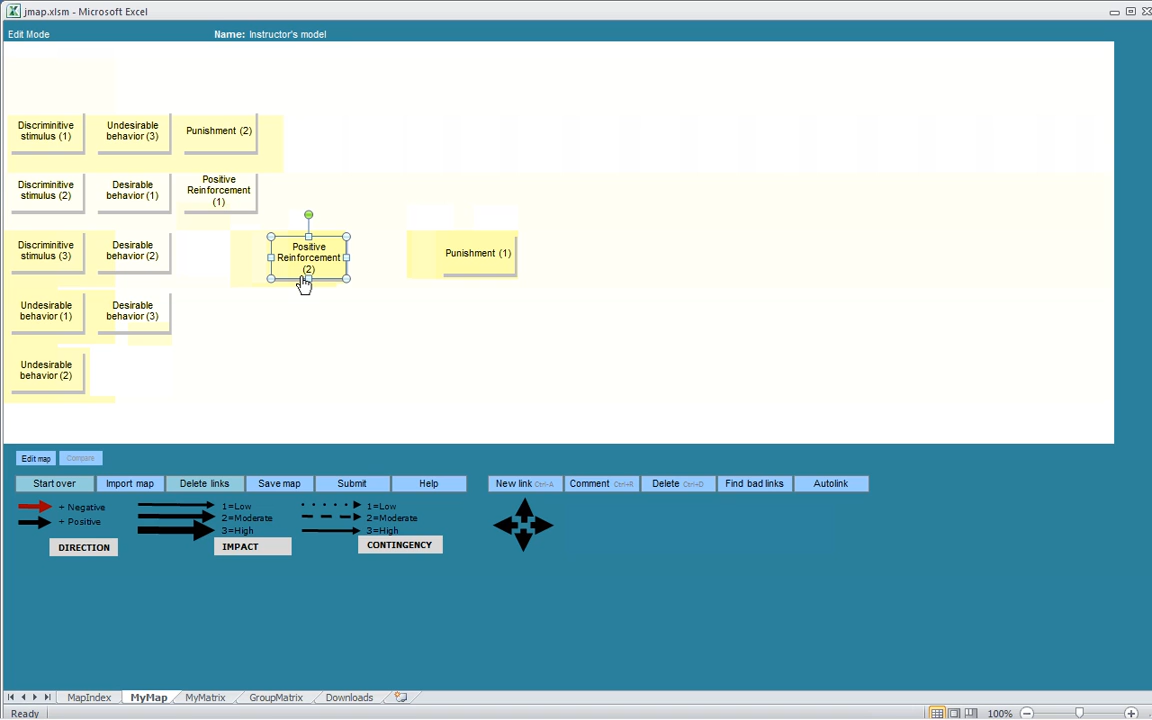 jmap.xlsm - Microsoft Excel
Edit Mode
Name: Instructor's model
Discriminitive
stimulus (1)
Undesirable
behavior (3)
Punishment (2)
Discriminitive
stimulus (2)
Desirable
behavior (1)
Positive
Reinforcement
(1)
Discriminitive
stimulus (3)
Desirable
behavior (2)
Positive
Reinforcement
(2)
Punishment (1)
Undesirable
behavior (1)
Desirable
behavior (3)
Undesirable
behavior (2)
Edit map
Compare
Start over
Import map
Delete links
Save map
Submit
Help
New link Ctrl-A
Comment Ctrl+R
Delete Ctrl+D
Find bad links
Autolink
+ Negative
+ Positive
DIRECTION
1=Low
2=Moderate
3=High
IMPACT
1=Low
2=Moderate
3=High
CONTINGENCY
MapIndex
MyMap
MyMatrix
GroupMatrix
Downloads
Ready
100%